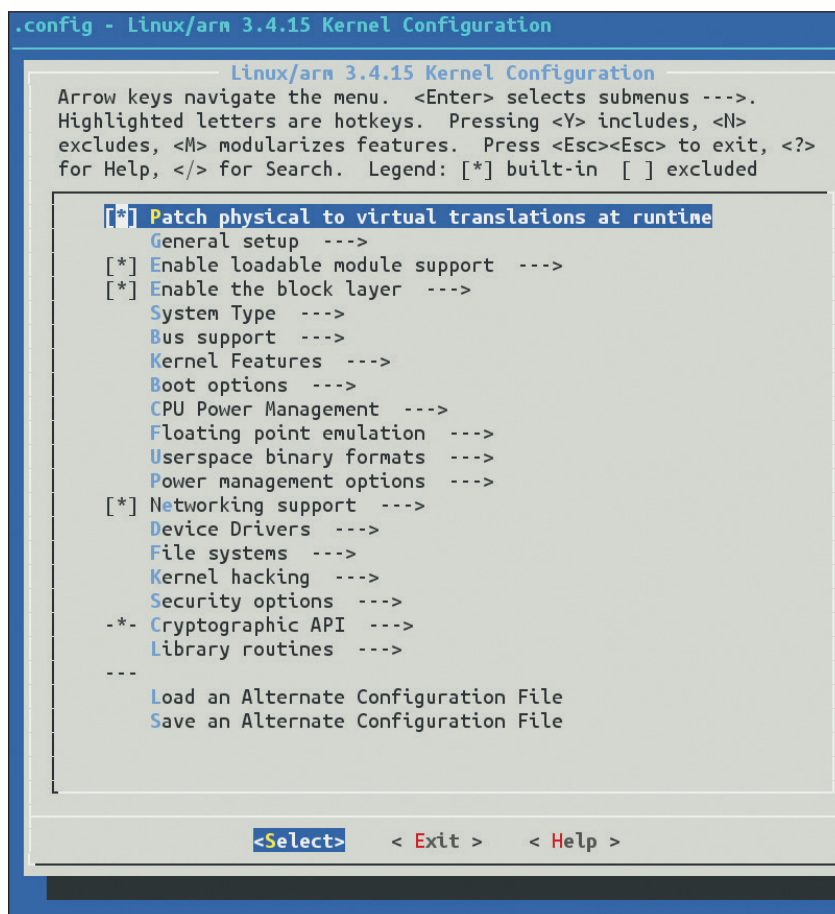 .config - Linux/arm 3.4.15 Kernel Configuration
Linux/arm 3.4.15 Kernel Configuration
Arrow keys navigate the menu.  <Enter> selects submenus --->.
Highlighted letters are hotkeys.  Pressing <Y> includes, <N>
excludes, <M> modularizes features.  Press <Esc><Esc> to exit, <?>
for Help, </> for Search.  Legend: [*] built-in  [ ] excluded
[*] Patch physical to virtual translations at runtime
General setup  --->
[*] Enable loadable module support  --->
[*] Enable the block layer  --->
System Type  --->
Bus support  --->
Kernel Features  --->
Boot options  --->
CPU Power Management  --->
Floating point emulation  --->
Userspace binary formats  --->
Power management options  --->
[*] Networking support  --->
Device Drivers  --->
File systems  --->
Kernel hacking  --->
Security options  --->
-*- Cryptographic API  --->
Library routines  --->
---
Load an Alternate Configuration File
Save an Alternate Configuration File
<Select>    < Exit >    < Help >